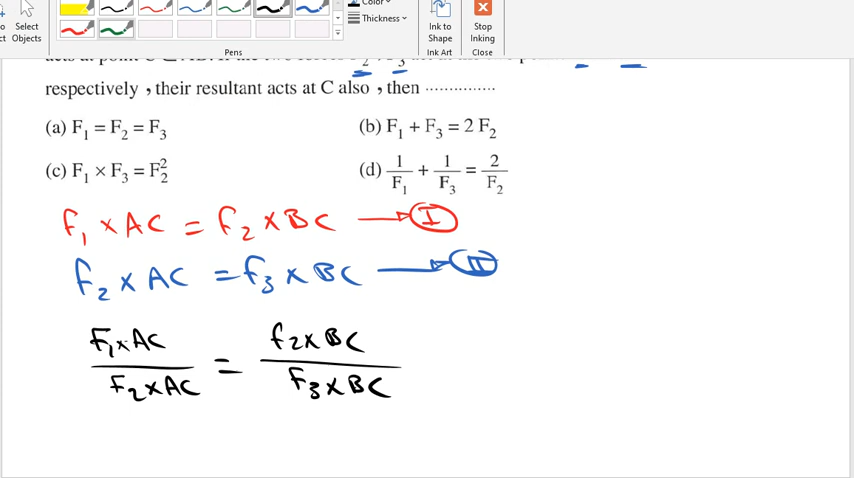 Select Objects
Pens
Color
Thickness
Ink to Shape
Ink Art
Stop Inking
Close
respectively , their resultant acts at C also , then ...............
(a) F₁ = F₂ = F₃
(b) F₁ + F₃ = 2 F₂
(c) F₁ × F₃ = F₂²
(d) 1/F₁ + 1/F₃ = 2/F₂
F₁ × AC = F₂ × BC → I
F₂ × AC = F₃ × BC → II
F₁ × AC / F₂ × AC = F₂ × BC / F₃ × BC